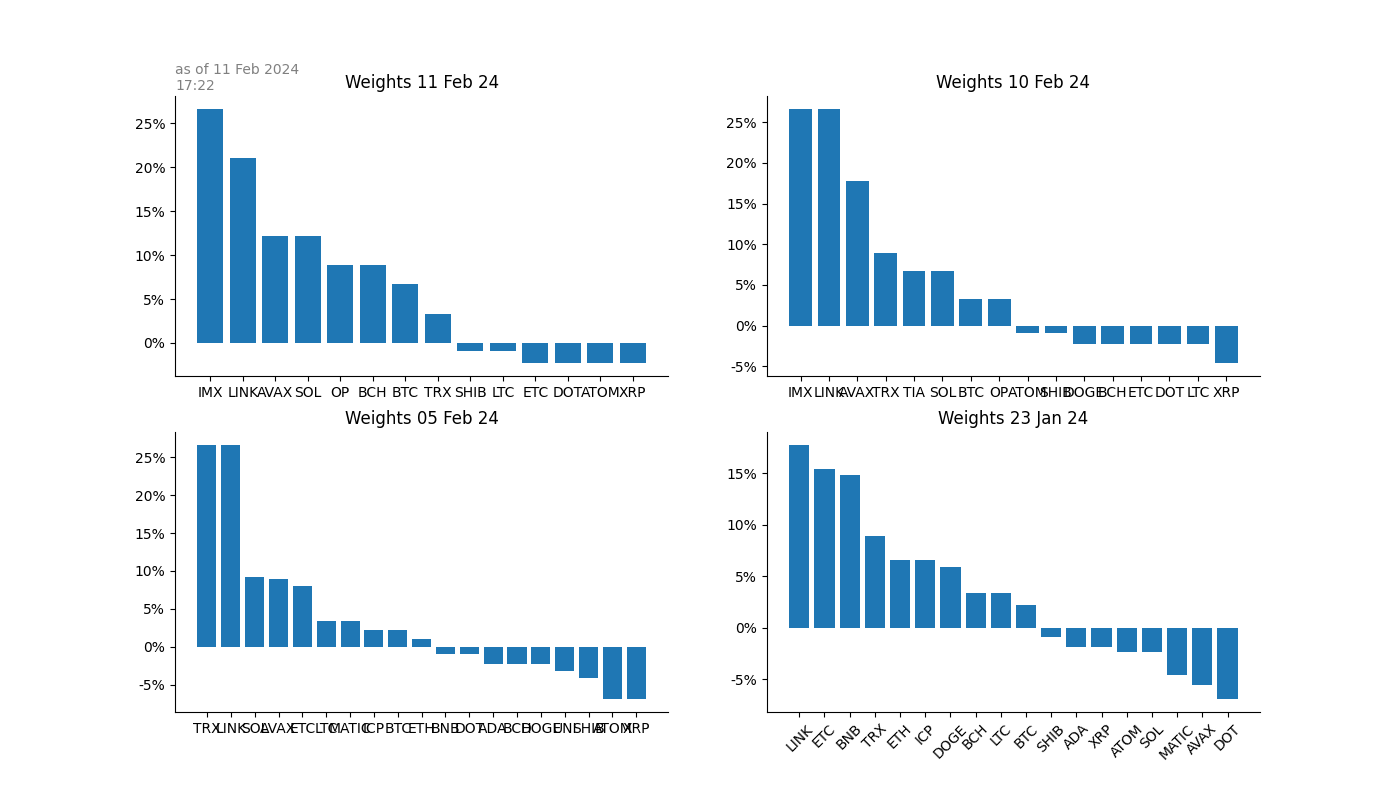 as of 11 Feb 2024
17:22
Weights 11 Feb 24
25%
20%
15%
10%
5%
0%
IMX LINK AVAX SOL OP BCH BTC TRX SHIB LTC ETC DOT ATOM XRP
Weights 10 Feb 24
25%
20%
15%
10%
5%
0%
-5%
IMX LINK AVAX TRX TIA SOL BTC OP ATOM SHIB DOGE BCH ETC DOT LTC XRP
Weights 05 Feb 24
25%
20%
15%
10%
5%
0%
-5%
TRX LINK SOL AVAX ETC LTC MATIC ICP BTC ETH BNB DOT ADA BCH DOGE UNI SHIB ATOM XRP
Weights 23 Jan 24
15%
10%
5%
0%
-5%
LINK ETC BNB TRX ETH ICP DOGE BCH LTC BTC SHIB ADA XRP ATOM SOL MATIC AVAX DOT